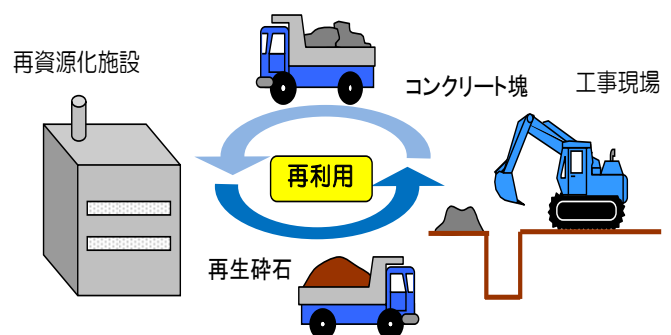 再資源化施設
コンクリート塊
工事現場
再利用
再生砕石